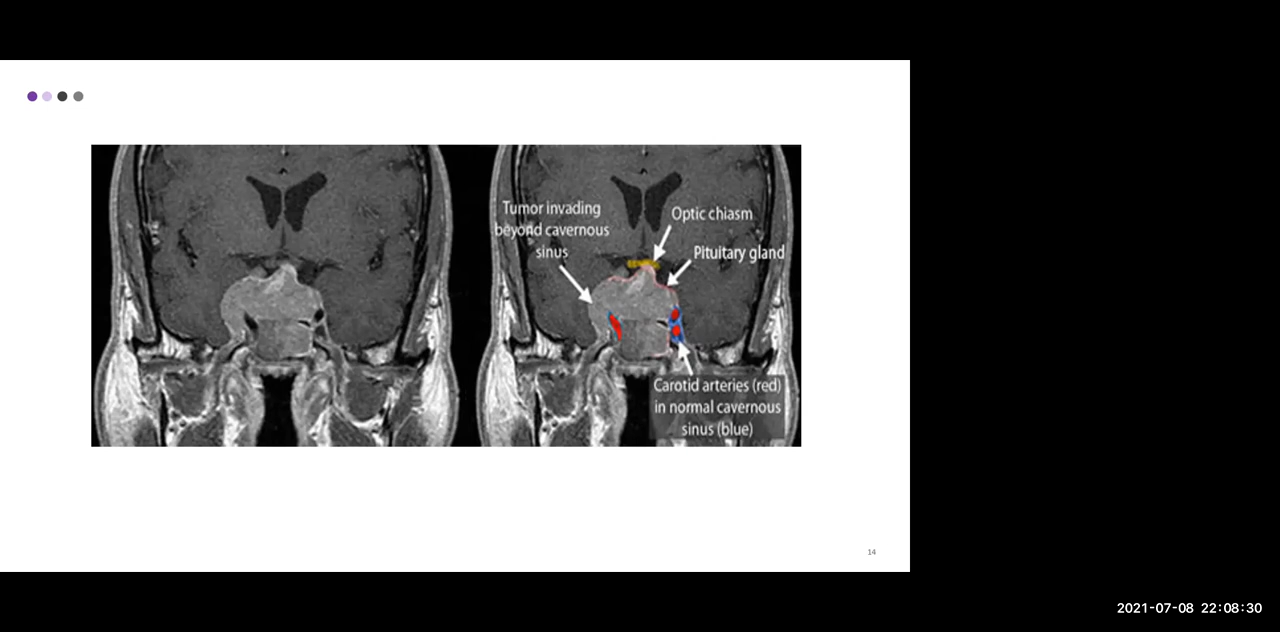 Tumor invading
beyond cavernous
sinus
Optic chiasm
Pituitary gland
Carotid arteries (red)
in normal cavernous
sinus (blue)
14
2021-07-08 22:08:30